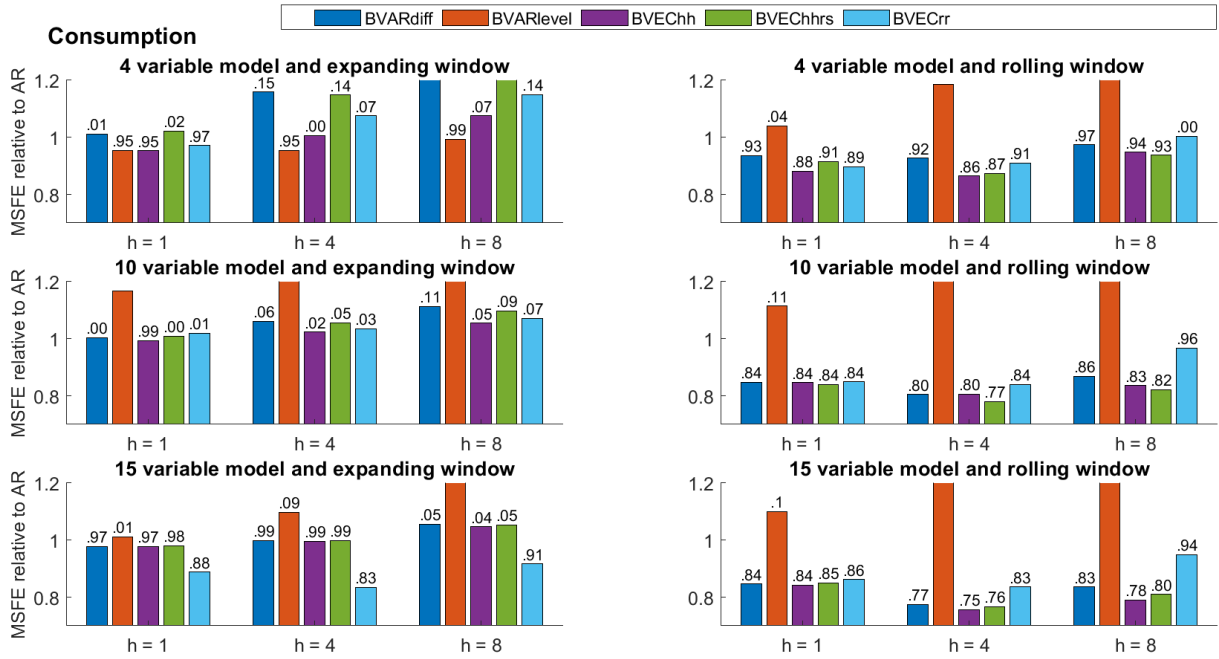 BVARdiff BVARlevel BVEChh BVEChhrs BVECrr
Consumption
4 variable model and expanding window
MSFE relative to AR
1.2
1
0.8
.01 .95 .95 .02 .97
.15 .95 .00 .14 .07
.99 .07 .14
h = 1 h = 4 h = 8
4 variable model and rolling window
1.2
1
0.8
.93 .04 .88 .91 .89
.92 .86 .87 .91
.97 .94 .93 .00
h = 1 h = 4 h = 8
10 variable model and expanding window
MSFE relative to AR
1.2
1
0.8
.00 .99 .00 .01
.06 .02 .05 .03
.11 .05 .09 .07
h = 1 h = 4 h = 8
10 variable model and rolling window
1.2
1
0.8
.84 .11 .84 .84 .84
.80 .80 .77 .84
.86 .83 .82 .96
h = 1 h = 4 h = 8
15 variable model and expanding window
MSFE relative to AR
1.2
1
0.8
.97 .01 .97 .98 .88
.99 .09 .99 .99 .83
.05 .04 .05 .91
h = 1 h = 4 h = 8
15 variable model and rolling window
1.2
1
0.8
.84 .1 .84 .85 .86
.77 .75 .76 .83
.83 .78 .80 .94
h = 1 h = 4 h = 8